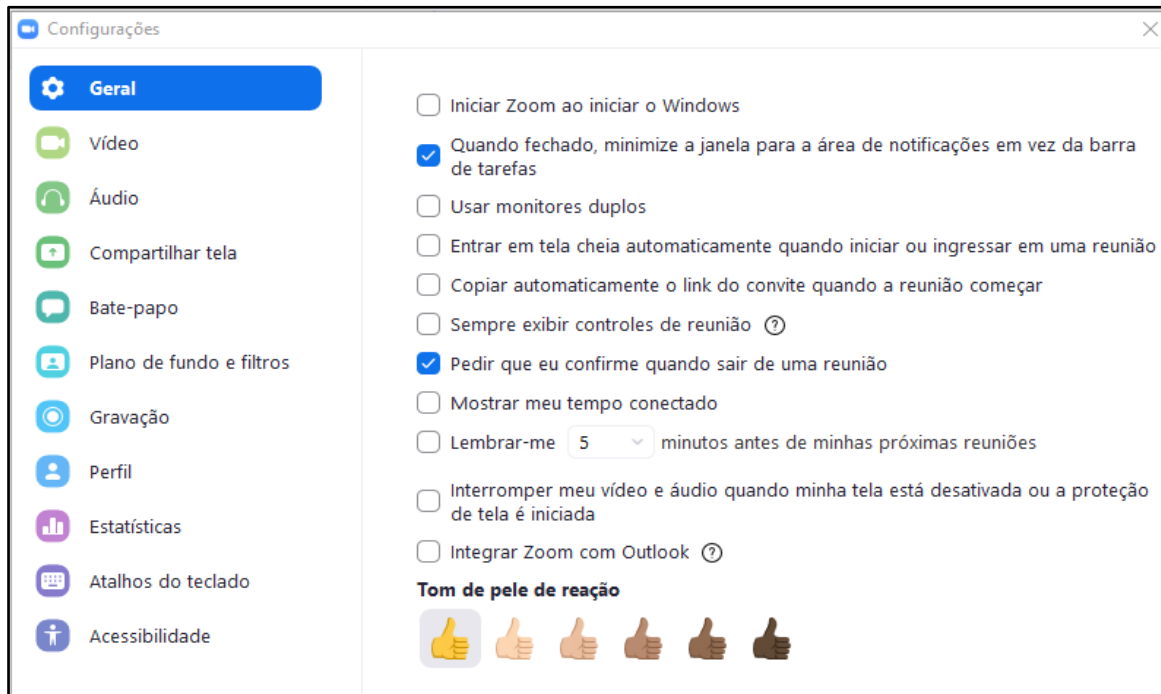 Configurações
Geral
Vídeo
Áudio
Compartilhar tela
Bate-papo
Plano de fundo e filtros
Gravação
Perfil
Estatísticas
Atalhos do teclado
Acessibilidade
Iniciar Zoom ao iniciar o Windows
Quando fechado, minimize a janela para a área de notificações em vez da barra
de tarefas
Usar monitores duplos
Entrar em tela cheia automaticamente quando iniciar ou ingressar em uma reunião
Copiar automaticamente o link do convite quando a reunião começar
Sempre exibir controles de reunião ?
Pedir que eu confirme quando sair de uma reunião
Mostrar meu tempo conectado
Lembrar-me 5 minutos antes de minhas próximas reuniões
Interromper meu vídeo e áudio quando minha tela está desativada ou a proteção
de tela é iniciada
Integrar Zoom com Outlook ?
Tom de pele de reação